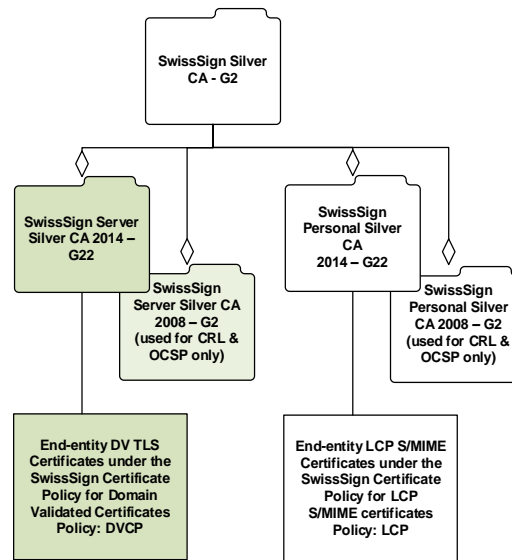 SwissSign Silver
CA - G2
SwissSign Server
Silver CA 2014 –
G22
SwissSign
Server Silver CA
2008 – G2
(used for CRL &
OCSP only)
SwissSign
Personal Silver
CA
2014 – G22
SwissSign
Personal Silver
CA 2008 – G2
(used for CRL &
OCSP only)
End-entity DV TLS
Certificates under the
SwissSign Certificate
Policy for Domain
Validated Certificates
Policy: DVCP
End-entity LCP S/MIME
Certificates under the
SwissSign Certificate
Policy for LCP
S/MIME certificates
Policy: LCP